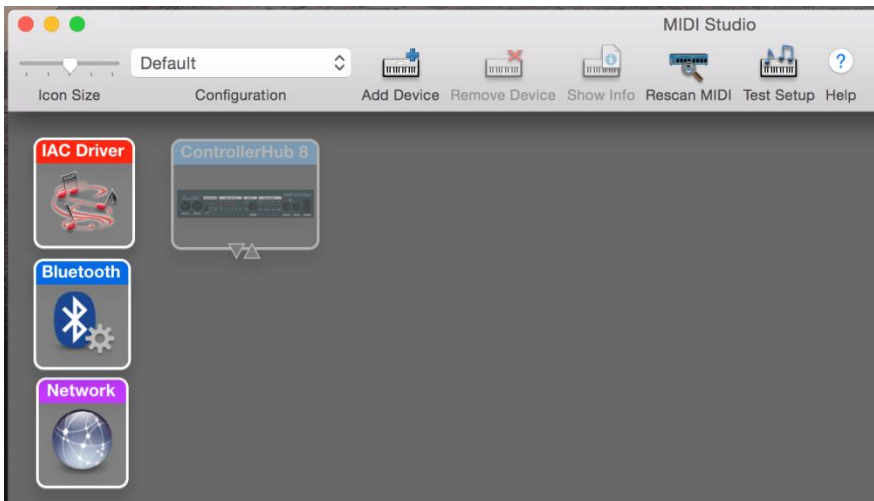 MIDI Studio
Default
Icon Size Configuration Add Device Remove Device Show Info Rescan MIDI Test Setup ? Help
IAC Driver ControllerHub 8
Bluetooth
Network